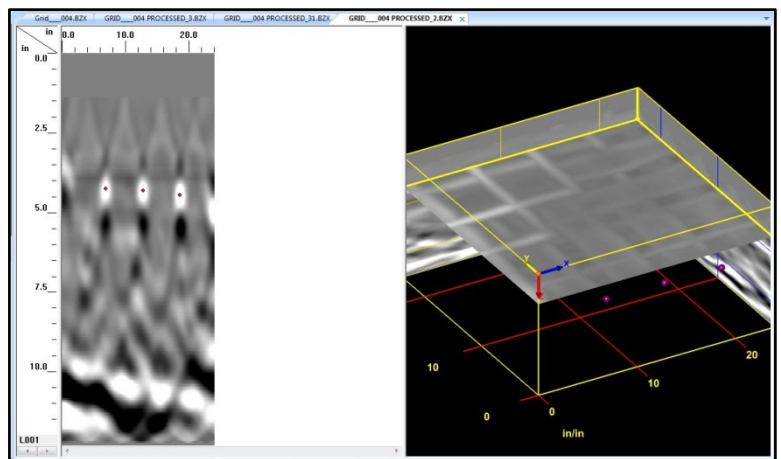 Grid___004.BZX GRID___004 PROCESSED_3.BZX GRID___004 PROCESSED_31.BZX GRID___004 PROCESSED_2.BZX ×
in
in
0.0 10.0 20.0
0.0
2.5
5.0
7.5
10.0
L001
Y X
20
10 10
0 0
in/in